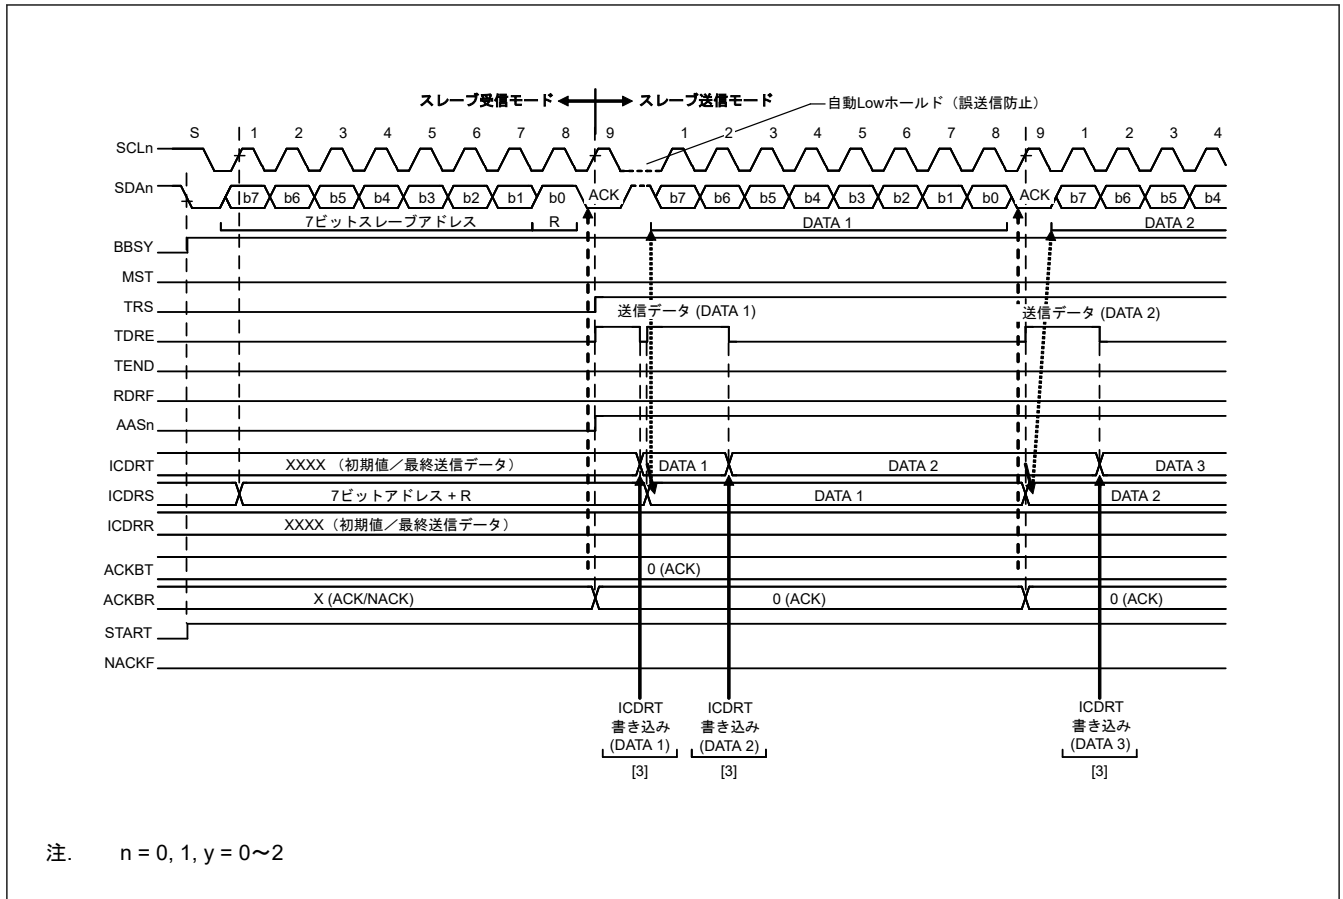 スレーブ受信モード スレーブ送信モード
自動Lowホールド（誤送信防止）
S 1 2 3 4 5 6 7 8 9 1 2 3 4 5 6 7 8 9 1 2 3 4
SCLn
SDAn b7 b6 b5 b4 b3 b2 b1 b0 ACK b7 b6 b5 b4 b3 b2 b1 b0 ACK b7 b6 b5 b4
7ビットスレーブアドレス R DATA 1 DATA 2
BBSY
MST
TRS
送信データ (DATA 1) 送信データ (DATA 2)
TDRE
TEND
RDRF
AASn
ICDRT XXXX （初期値／最終送信データ） DATA 1 DATA 2 DATA 3
ICDRS 7ビットアドレス + R DATA 1 DATA 2
ICDRR XXXX（初期値／最終送信データ）
ACKBT 0 (ACK)
ACKBR X (ACK/NACK) 0 (ACK) 0 (ACK)
START
NACKF
ICDRT ICDRT ICDRT
書き込み 書き込み 書き込み
(DATA 1) (DATA 2) (DATA 3)
[3] [3] [3]
注. n = 0, 1, y = 0～2